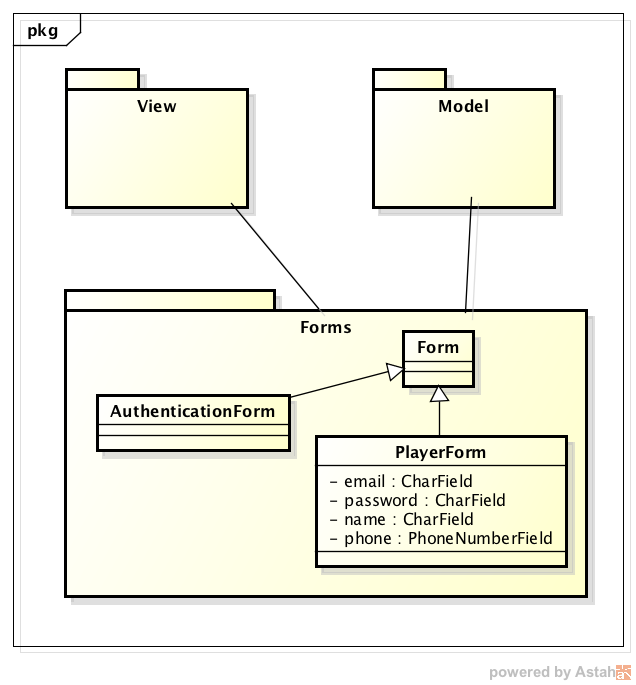 pkg
View
Model
Forms
Form
AuthenticationForm
PlayerForm
- email : CharField
- password : CharField
- name : CharField
- phone : PhoneNumberField
powered by Astah